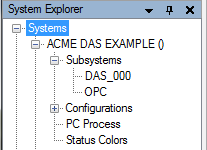 System Explorer
Systems
ACME DAS EXAMPLE ()
Subsystems
DAS_000
OPC
Configurations
PC Process
Status Colors